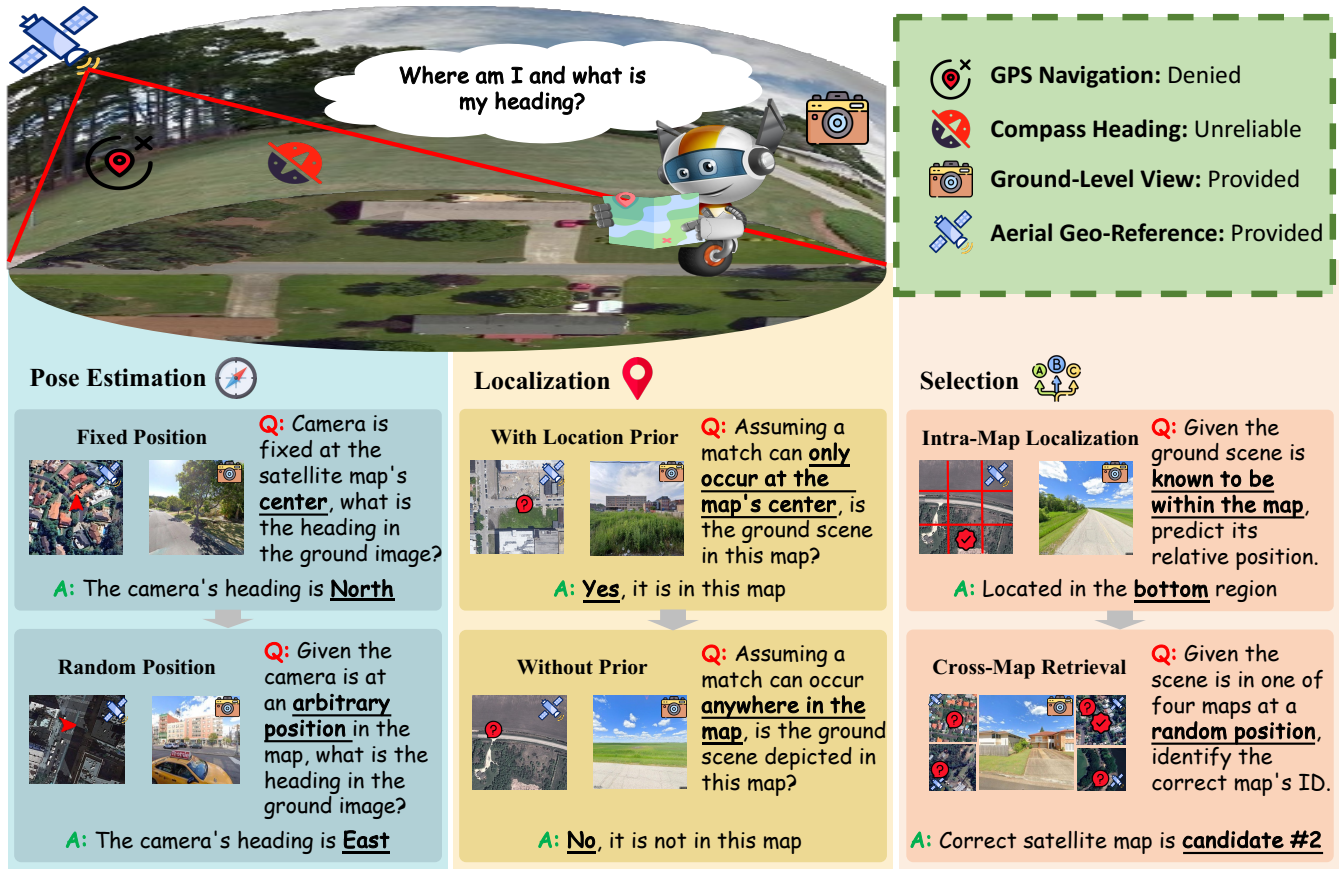 Where am I and what is
my heading?
GPS Navigation: Denied
Compass Heading: Unreliable
Ground-Level View: Provided
Aerial Geo-Reference: Provided
Pose Estimation
Fixed Position
Q: Camera is
fixed at the
satellite map's
center, what is
the heading in
the ground image?
A: The camera's heading is North
Random Position
Q: Given the
camera is at
an arbitrary
position in the
map, what is the
heading in the
ground image?
A: The camera's heading is East
Localization
With Location Prior
Q: Assuming a
match can only
occur at the
map's center, is
the ground scene
in this map?
A: Yes, it is in this map
Without Prior
Q: Assuming a
match can occur
anywhere in the
map, is the ground
scene depicted in
this map?
A: No, it is not in this map
Selection
A B C
Intra-Map Localization
Q: Given the
ground scene is
known to be
within the map,
predict its
relative position.
A: Located in the bottom region
Cross-Map Retrieval
Q: Given the
scene is in one of
four maps at a
random position,
identify the
correct map's ID.
A: Correct satellite map is candidate #2